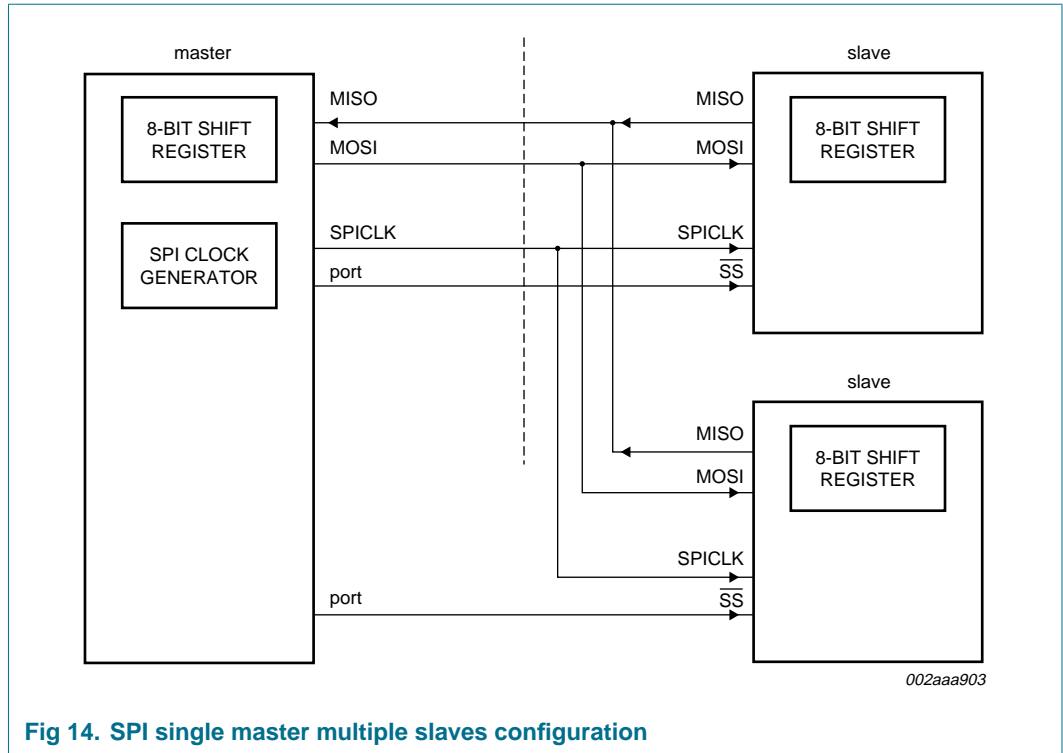 master
slave
MISO
MISO
8-BIT SHIFT
REGISTER
8-BIT SHIFT
REGISTER
MOSI
MOSI
SPICLK
SPICLK
SPI CLOCK
GENERATOR
port
S̅S̅
slave
MISO
8-BIT SHIFT
REGISTER
MOSI
SPICLK
port
S̅S̅
002aaa903
Fig 14. SPI single master multiple slaves configuration